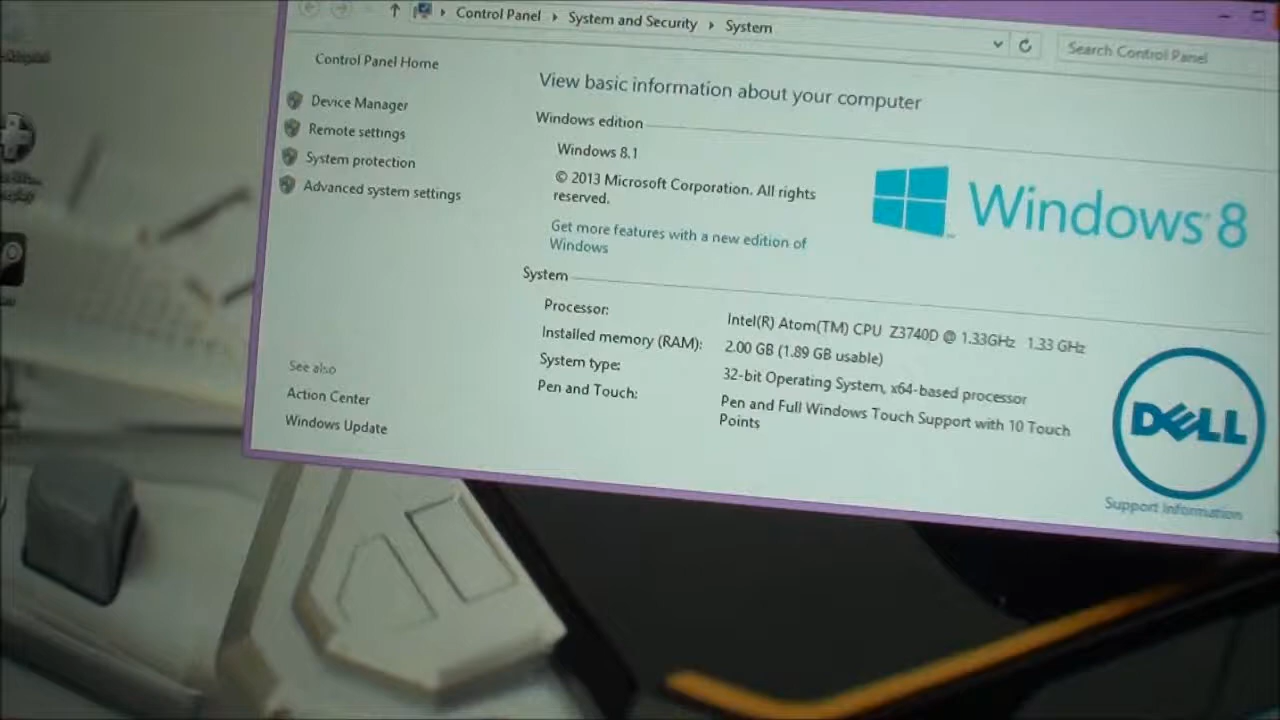 Control Panel ▸ System and Security ▸ System
Search Control Panel
Control Panel Home
Device Manager
Remote settings
System protection
Advanced system settings
See also
Action Center
Windows Update
View basic information about your computer
Windows edition
Windows 8.1
© 2013 Microsoft Corporation. All rights
reserved.
Get more features with a new edition of
Windows
Windows 8
System
Processor: Intel(R) Atom(TM) CPU Z3740D @ 1.33GHz 1.33 GHz
Installed memory (RAM): 2.00 GB (1.89 GB usable)
System type: 32-bit Operating System, x64-based processor
Pen and Touch: Pen and Full Windows Touch Support with 10 Touch
Points
DELL
Support Information